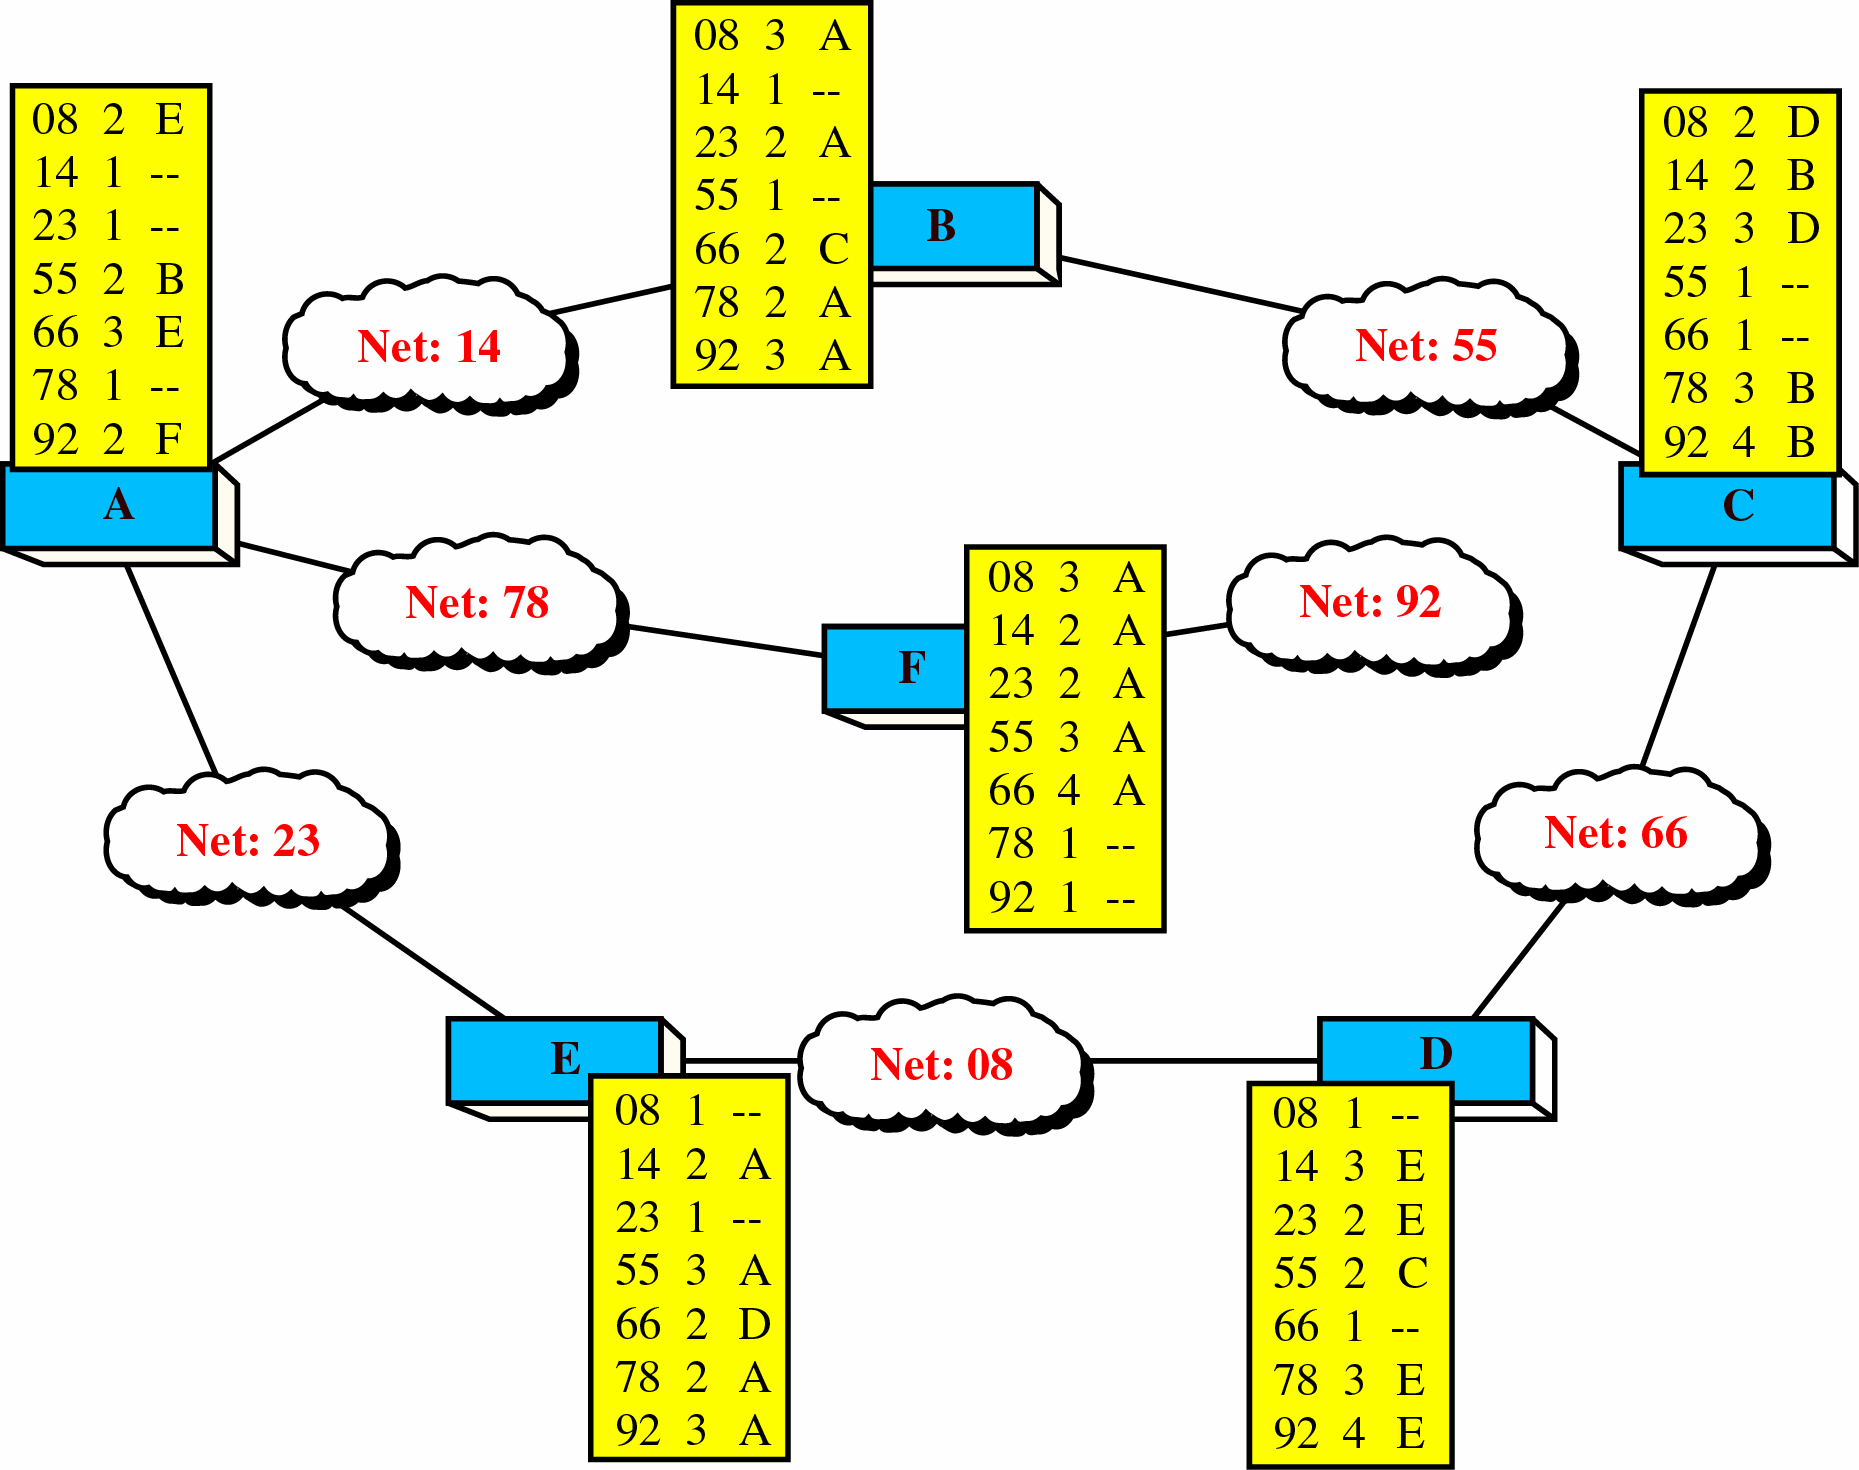 08 3 A
14 1 --
23 2 A
55 1 --
66 2 C
78 2 A
92 3 A
B
08 2 E
14 1 --
23 1 --
55 2 B
66 3 E
78 1 --
92 2 F
A
08 2 D
14 2 B
23 3 D
55 1 --
66 1 --
78 3 B
92 4 B
C
Net: 14
Net: 55
Net: 78
F
08 3 A
14 2 A
23 2 A
55 3 A
66 4 A
78 1 --
92 1 --
Net: 92
Net: 23
Net: 66
E
08 1 --
14 2 A
23 1 --
55 3 A
66 2 D
78 2 A
92 3 A
Net: 08
D
08 1 --
14 3 E
23 2 E
55 2 C
66 1 --
78 3 E
92 4 E